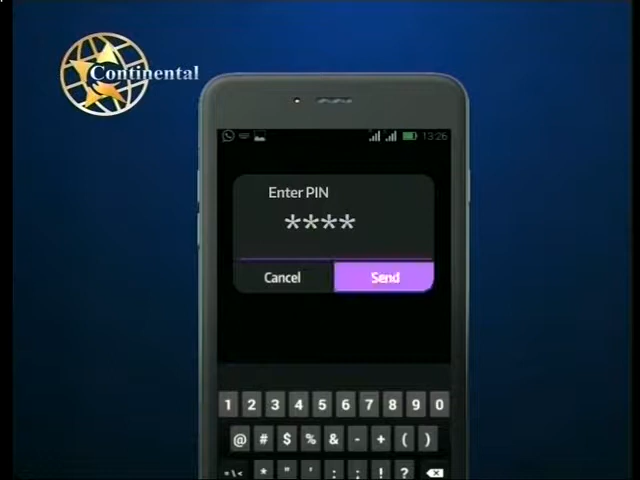 Continental
13:26
Enter PIN
****
Cancel
Send
1 2 3 4 5 6 7 8 9 0
@ # $ % & - + ( )
=\< * " ' : ; ! ?